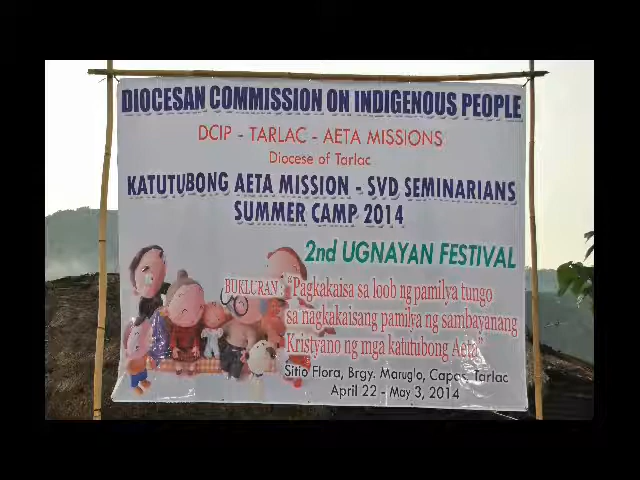 DIOCESAN COMMISSION ON INDIGENOUS PEOPLE
DCIP - TARLAC - AETA MISSIONS
Diocese of Tarlac
KATUTUBONG AETA MISSION - SVD SEMINARIANS
SUMMER CAMP 2014
2nd UGNAYAN FESTIVAL
BUKLURAN: "Pagkakaisa sa loob ng pamilya tungo
sa nagkakaisang pamilya ng sambayanang
Kristyano ng mga katutubong Aeta"
Sitio Flora, Brgy. Maruglo, Capas, Tarlac
April 22 - May 3, 2014